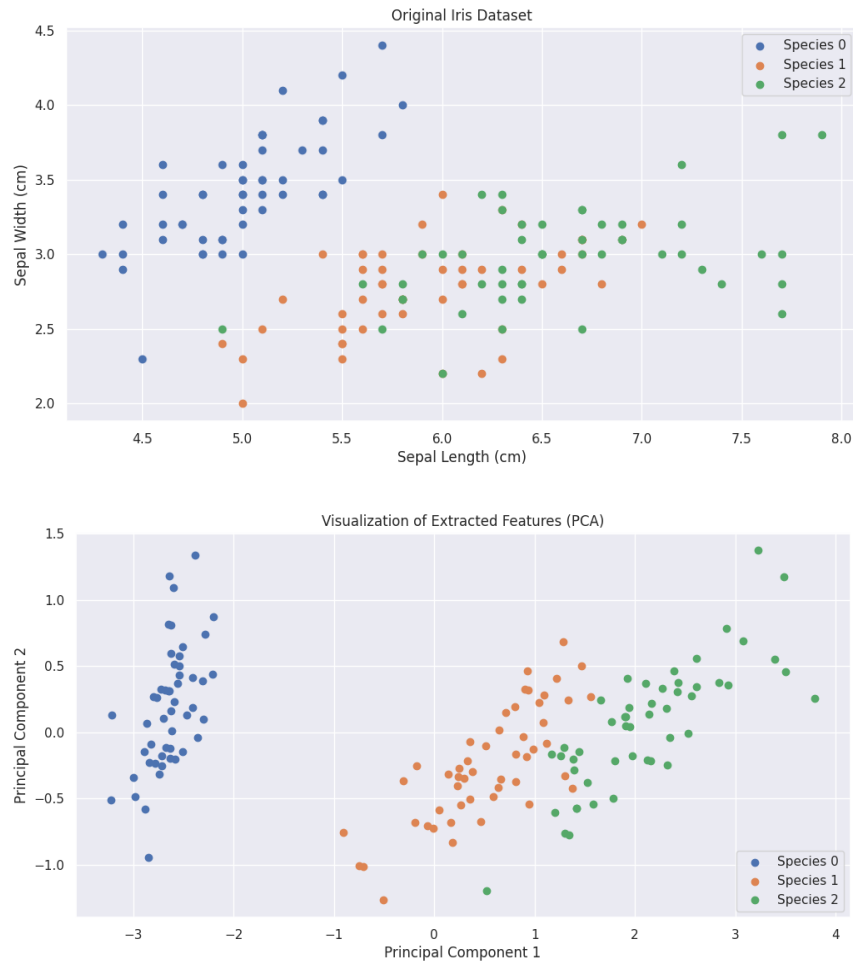 Original Iris Dataset
4.5
Species 0
Species 1
Species 2
4.0
3.5
Sepal Width (cm)
3.0
2.5
2.0
4.5 5.0 5.5 6.0 6.5 7.0 7.5 8.0
Sepal Length (cm)
Visualization of Extracted Features (PCA)
1.5
1.0
0.5
Principal Component 2
0.0
−0.5
−1.0
Species 0
Species 1
Species 2
−3 −2 −1 0 1 2 3 4
Principal Component 1